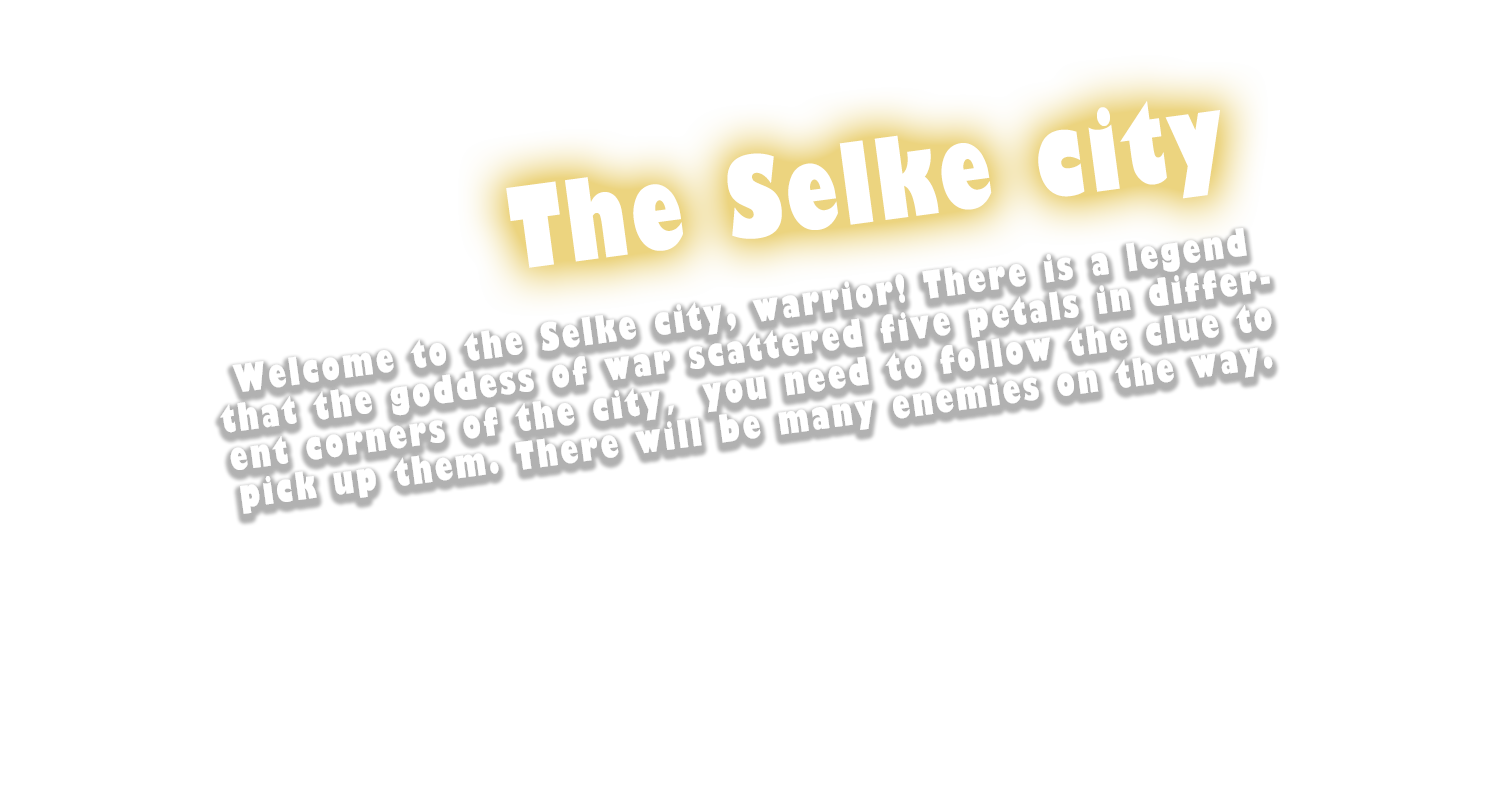 The Selke city
Welcome to the Selke city, warrior! There is a legend
that the goddess of war scattered five petals in differ-
ent corners of the city, you need to follow the clue to
pick up them. There will be many enemies on the way.